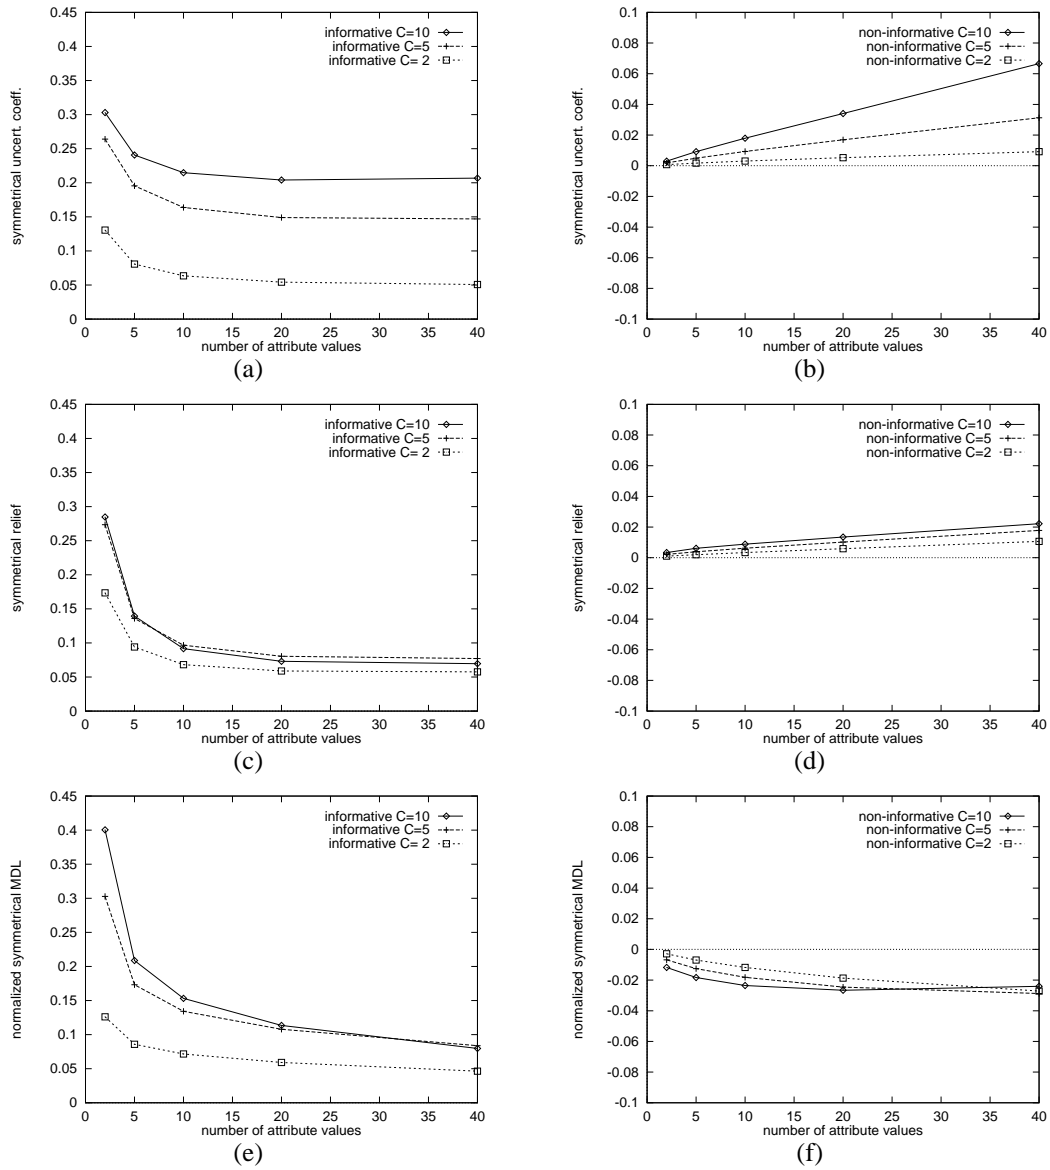 0.45
0.4
0.35
0.3
0.25
0.2
0.15
0.1
0.05
0
symmetrical uncert. coeff.
informative C=10
informative C=5
informative C= 2
0 5 10 15 20 25 30 35 40
number of attribute values
(a)
0.1
0.08
0.06
0.04
0.02
0
-0.02
-0.04
-0.06
-0.08
-0.1
symmetrical uncert. coeff.
non-informative C=10
non-informative C=5
non-informative C=2
0 5 10 15 20 25 30 35 40
number of attribute values
(b)
0.45
0.4
0.35
0.3
0.25
0.2
0.15
0.1
0.05
0
symmetrical relief
informative C=10
informative C=5
informative C= 2
0 5 10 15 20 25 30 35 40
number of attribute values
(c)
0.1
0.08
0.06
0.04
0.02
0
-0.02
-0.04
-0.06
-0.08
-0.1
symmetrical relief
non-informative C=10
non-informative C=5
non-informative C=2
0 5 10 15 20 25 30 35 40
number of attribute values
(d)
0.45
0.4
0.35
0.3
0.25
0.2
0.15
0.1
0.05
0
normalized symmetrical MDL
informative C=10
informative C=5
informative C= 2
0 5 10 15 20 25 30 35 40
number of attribute values
(e)
0.1
0.08
0.06
0.04
0.02
0
-0.02
-0.04
-0.06
-0.08
-0.1
normalized symmetrical MDL
non-informative C=10
non-informative C=5
non-informative C=2
0 5 10 15 20 25 30 35 40
number of attribute values
(f)